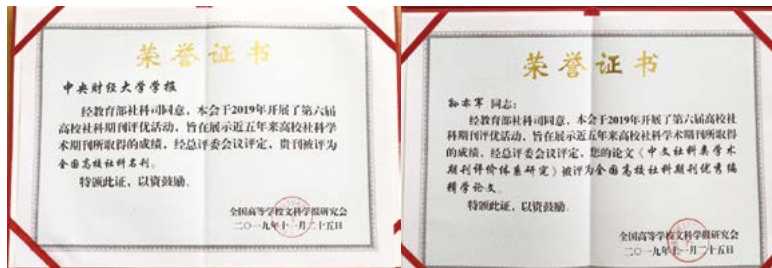 荣誉证书
中央财经大学学报
经教育部社科司同意，本会于2019年开展了第六届
高校社科期刊评优活动，旨在展示近五年来高校社科学
术期刊所取得的成绩，经总评委会议评定，贵刊被评为
全国高校社科名刊。
特颁此证，以资鼓励。
全国高等学校文科学报研究会
二〇一九年十一月二十五日
荣誉证书
孙亦军 同志：
经教育部社科司同意，本会于2019年开展了第六届高校社
科期刊评优活动，旨在展示近五年来高校社科学术期刊所取得
的成绩，经总评委会议评定，您的论文《中文社科类学术
期刊评价体系研究》被评为全国高校社科期刊优秀编
辑学论文。
特颁此证，以资鼓励。
全国高等学校文科学报研究会
二〇一九年十一月二十五日